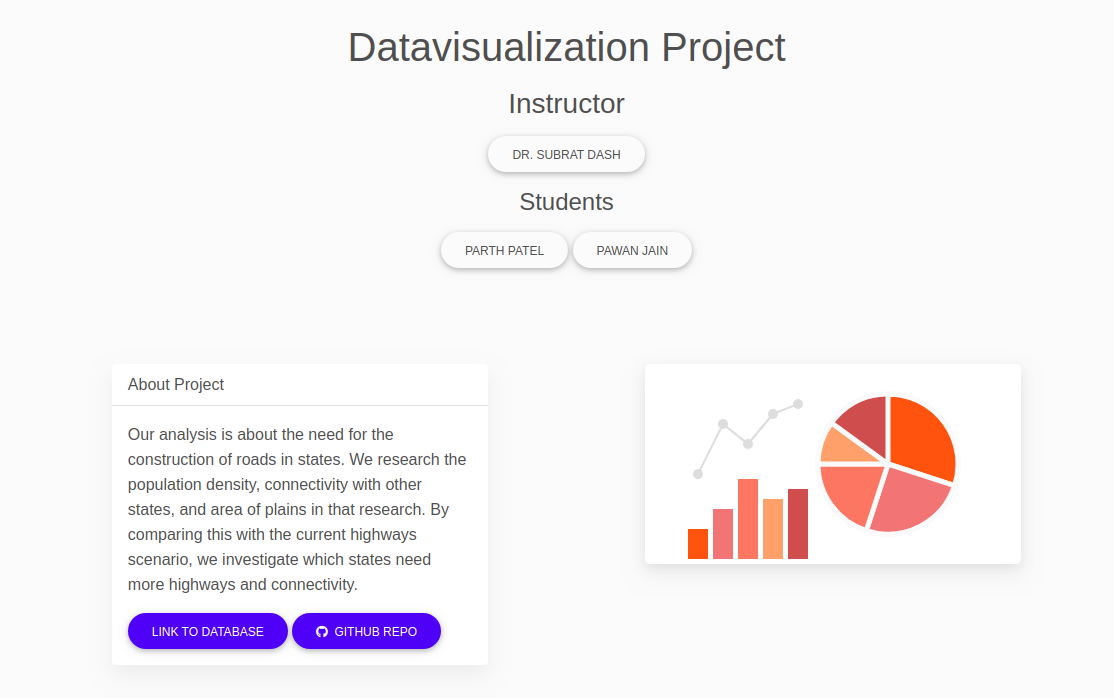 Datavisualization Project
Instructor
DR. SUBRAT DASH
Students
PARTH PATEL
PAWAN JAIN
About Project
Our analysis is about the need for the
construction of roads in states. We research the
population density, connectivity with other
states, and area of plains in that research. By
comparing this with the current highways
scenario, we investigate which states need
more highways and connectivity.
LINK TO DATABASE
GITHUB REPO